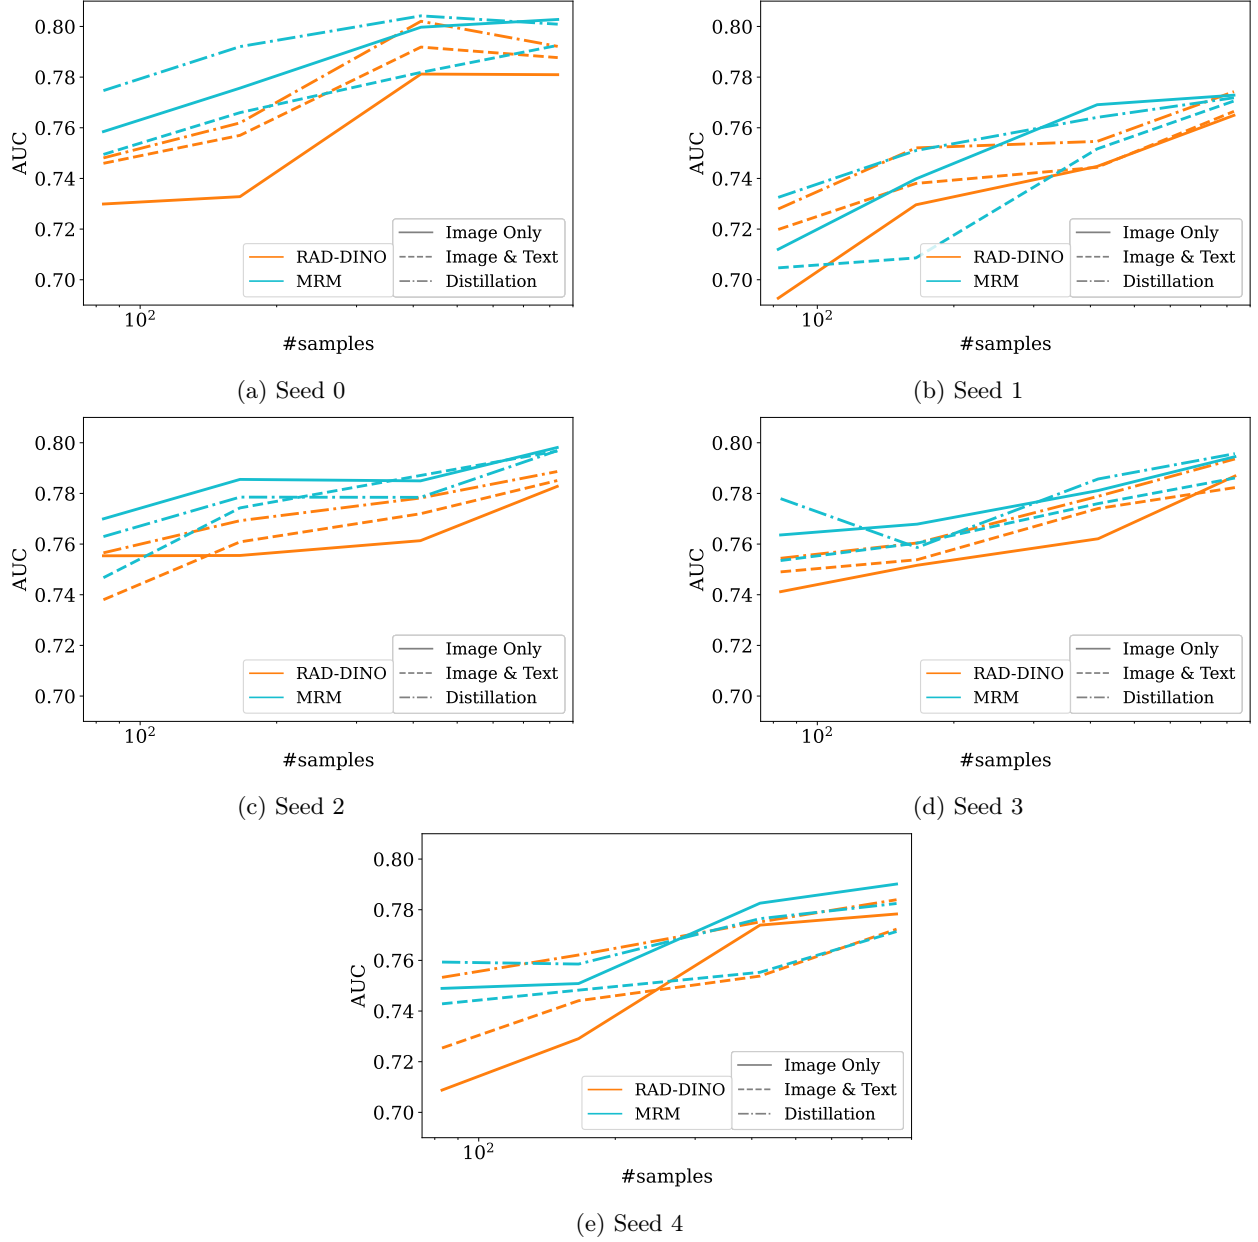 0.80
0.78
0.76
0.74
0.72
0.70
AUC
10²
#samples
RAD-DINO
MRM
Image Only
Image & Text
Distillation
(a) Seed 0
0.80
0.78
0.76
0.74
0.72
0.70
AUC
10²
#samples
RAD-DINO
MRM
Image Only
Image & Text
Distillation
(b) Seed 1
0.80
0.78
0.76
0.74
0.72
0.70
AUC
10²
#samples
RAD-DINO
MRM
Image Only
Image & Text
Distillation
(c) Seed 2
0.80
0.78
0.76
0.74
0.72
0.70
AUC
10²
#samples
RAD-DINO
MRM
Image Only
Image & Text
Distillation
(d) Seed 3
0.80
0.78
0.76
0.74
0.72
0.70
AUC
10²
#samples
RAD-DINO
MRM
Image Only
Image & Text
Distillation
(e) Seed 4